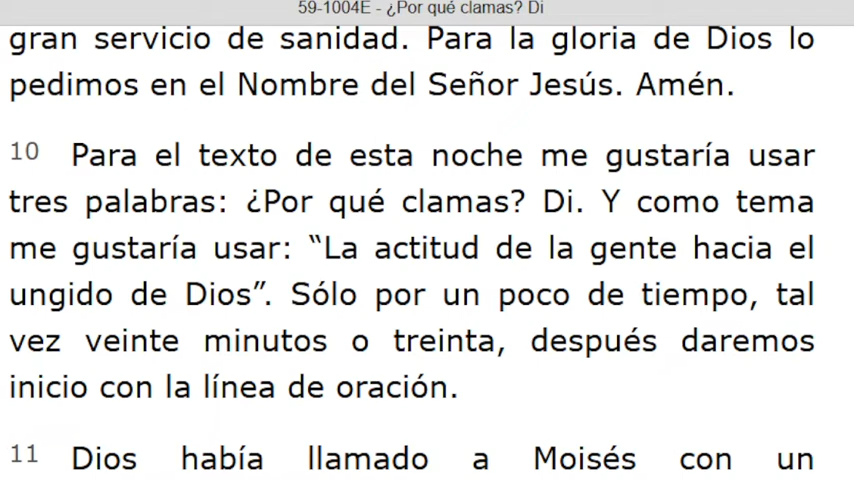 59-1004E - ¿Por qué clamas? Di
gran servicio de sanidad. Para la gloria de Dios lo
pedimos en el Nombre del Señor Jesús. Amén.
10 Para el texto de esta noche me gustaría usar
tres palabras: ¿Por qué clamas? Di. Y como tema
me gustaría usar: “La actitud de la gente hacia el
ungido de Dios”. Sólo por un poco de tiempo, tal
vez veinte minutos o treinta, después daremos
inicio con la línea de oración.
11 Dios había llamado a Moisés con un